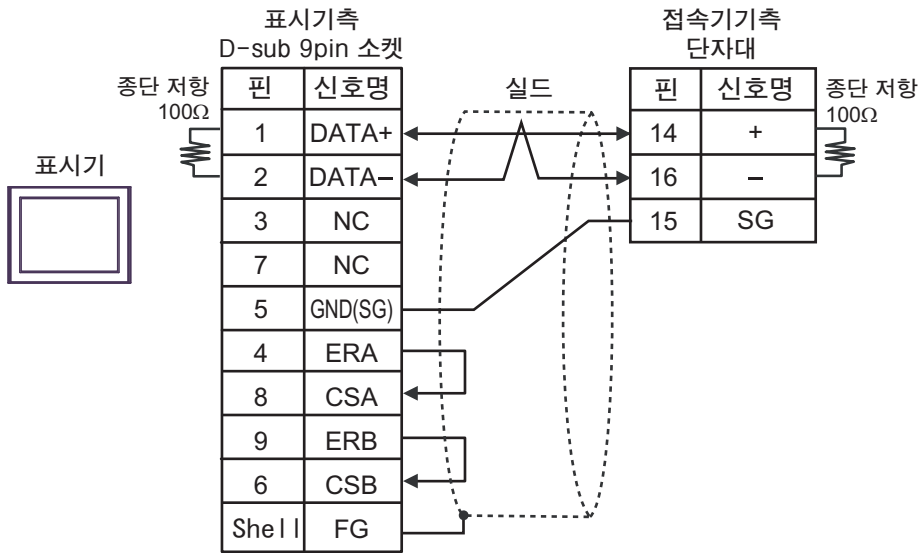 표시기측
D-sub 9pin 소켓
접속기기측
단자대
종단 저항
100Ω
핀 신호명
실드
핀 신호명
종단 저항
100Ω
1 DATA+
14 +
표시기
2 DATA−
16 −
3 NC
15 SG
7 NC
5 GND(SG)
4 ERA
8 CSA
9 ERB
6 CSB
Shell FG